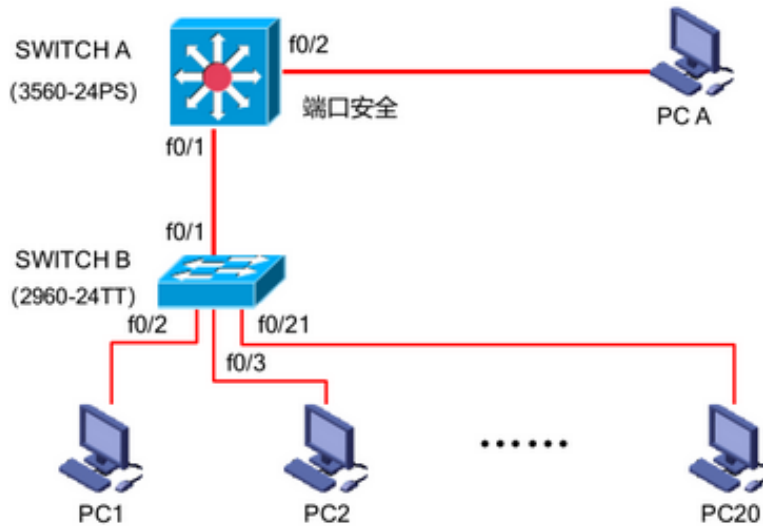 SWITCH A
(3560-24PS)
f0/2
端口安全
PC A
f0/1
f0/1
SWITCH B
(2960-24TT)
f0/2
f0/3
f0/21
PC1
PC2
......
PC20